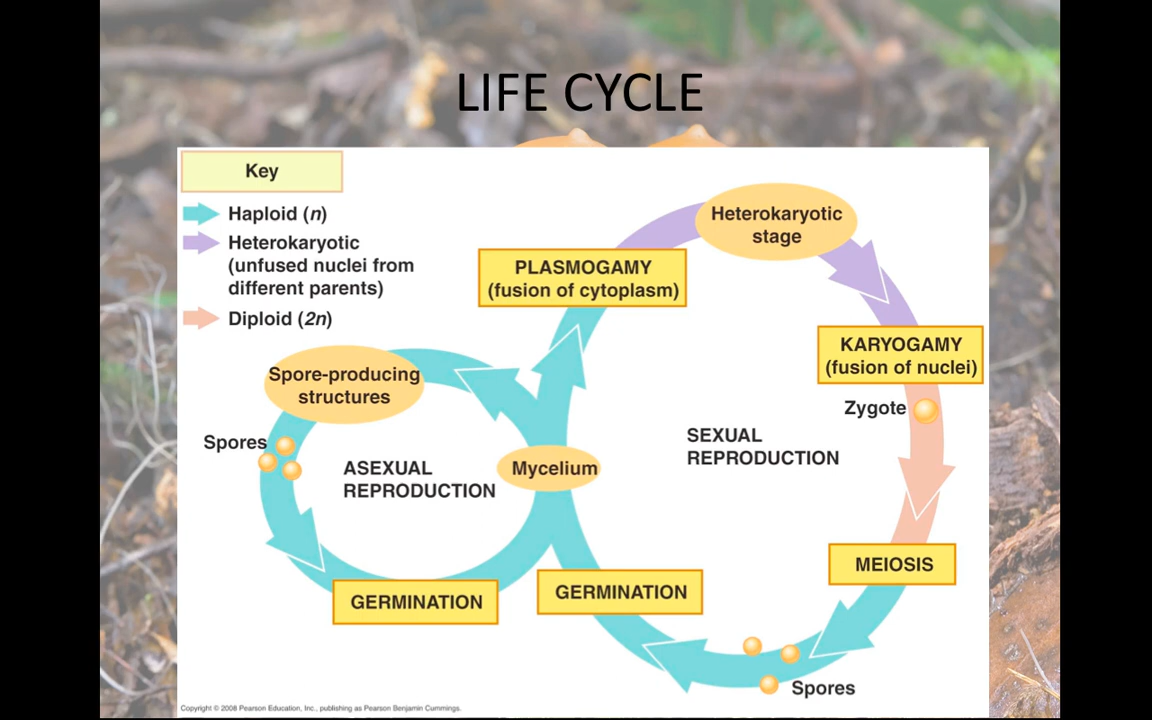 LIFE CYCLE
Key
Haploid (n)
Heterokaryotic
(unfused nuclei from
different parents)
Diploid (2n)
Heterokaryotic
stage
PLASMOGAMY
(fusion of cytoplasm)
KARYOGAMY
(fusion of nuclei)
Spore-producing
structures
Zygote
Spores
ASEXUAL
REPRODUCTION
Mycelium
SEXUAL
REPRODUCTION
MEIOSIS
GERMINATION
GERMINATION
Spores
Copyright © 2008 Pearson Education, Inc., publishing as Pearson Benjamin Cummings.